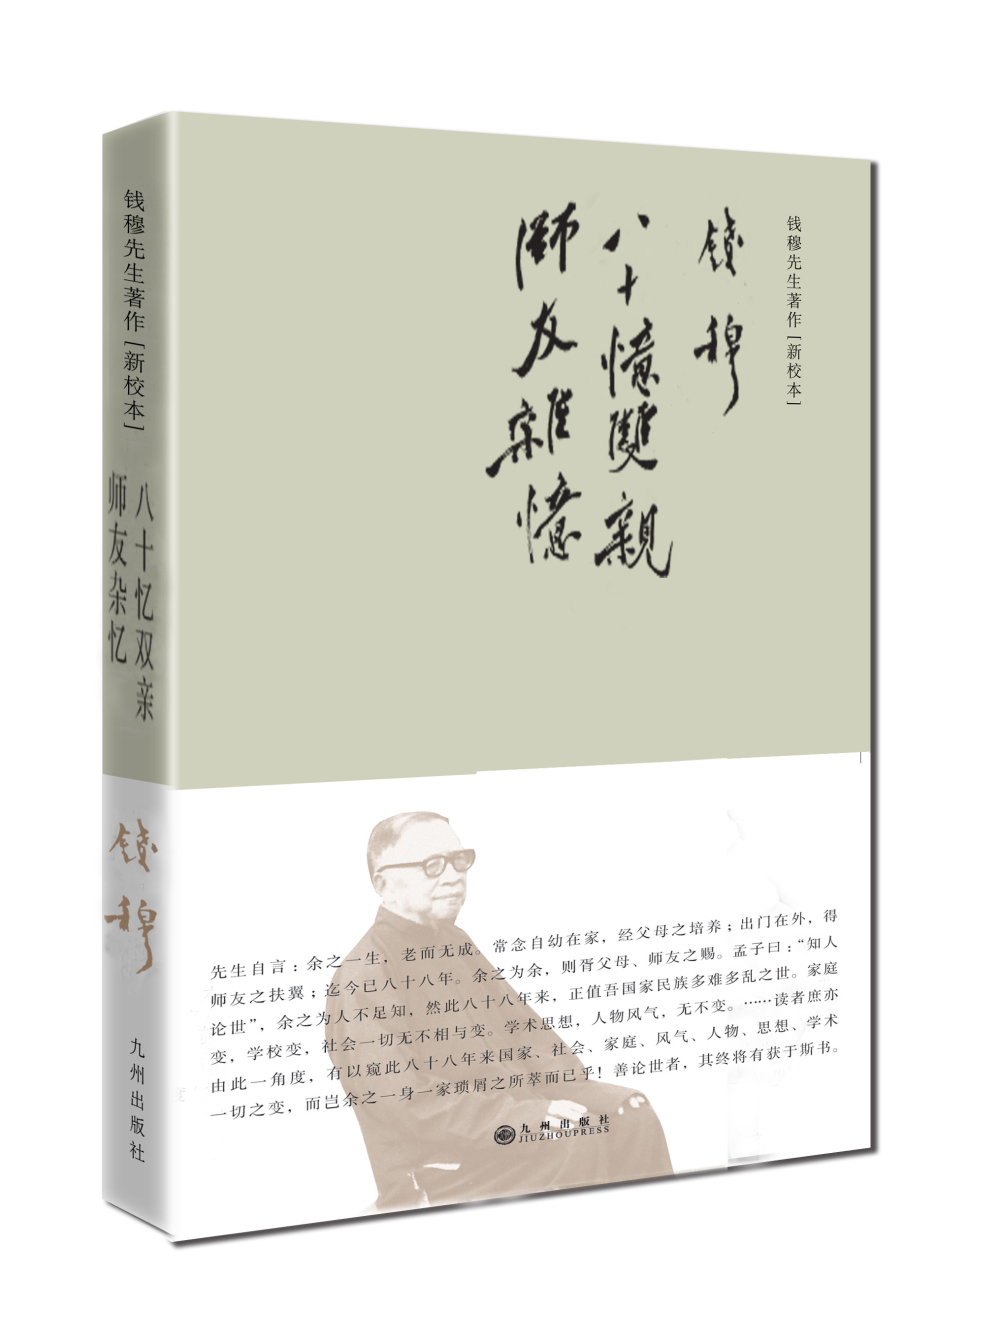 钱穆先生著作[新校本]
八十忆双亲
师友杂忆
錢穆
九州出版社
钱穆先生著作[新校本]
錢穆
八十憶雙親
師友雜憶
先生自言：余之一生，老而无成。常念自幼在家，经父母之培养；出门在外，得
师友之扶翼；迄今已八十八年。余之为余，则胥父母、师友之赐。孟子曰：“知人
论世”，余之为人不足知，然此八十八年来，正值吾国家民族多难多乱之世。家庭
变，学校变，社会一切无不相与变。学术思想，人物风气，无不变。……读者庶亦
由此一角度，有以窥此八十八年来国家、社会、家庭、风气、人物、思想、学术
一切之变，而岂余之一身一家琐屑之所萃而已乎！善论世者，其终将有获于斯书。
九州出版社
JIUZHOUPRESS